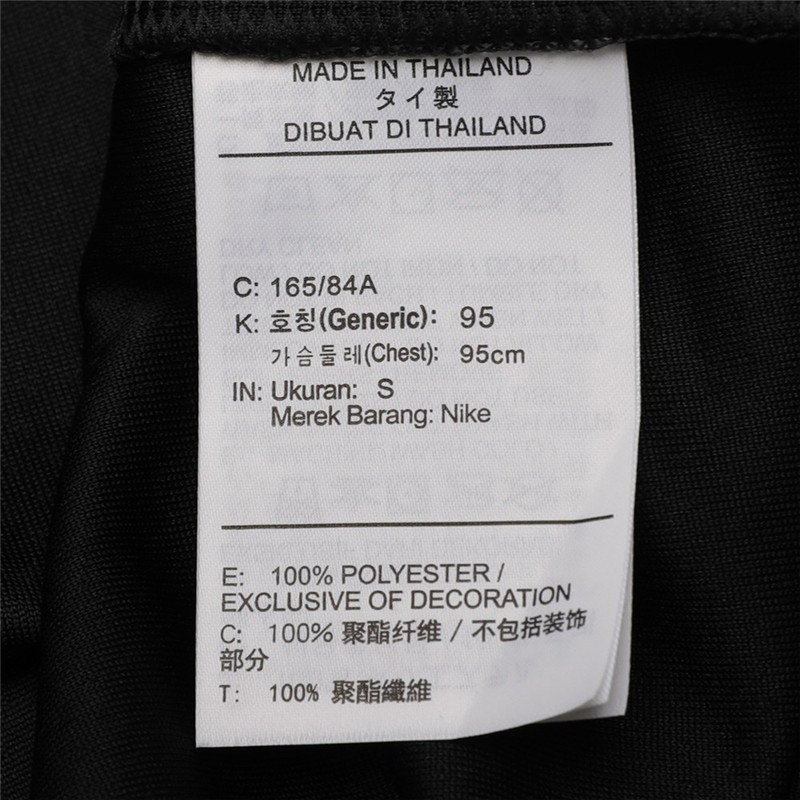 MADE IN THAILAND
タイ製
DIBUAT DI THAILAND
C: 165/84A
K: 호칭(Generic): 95
가슴둘레(Chest): 95cm
IN: Ukuran: S
Merek Barang: Nike
E: 100% POLYESTER /
EXCLUSIVE OF DECORATION
C: 100% 聚酯纤维 / 不包括装饰
部分
T: 100% 聚酯纖維